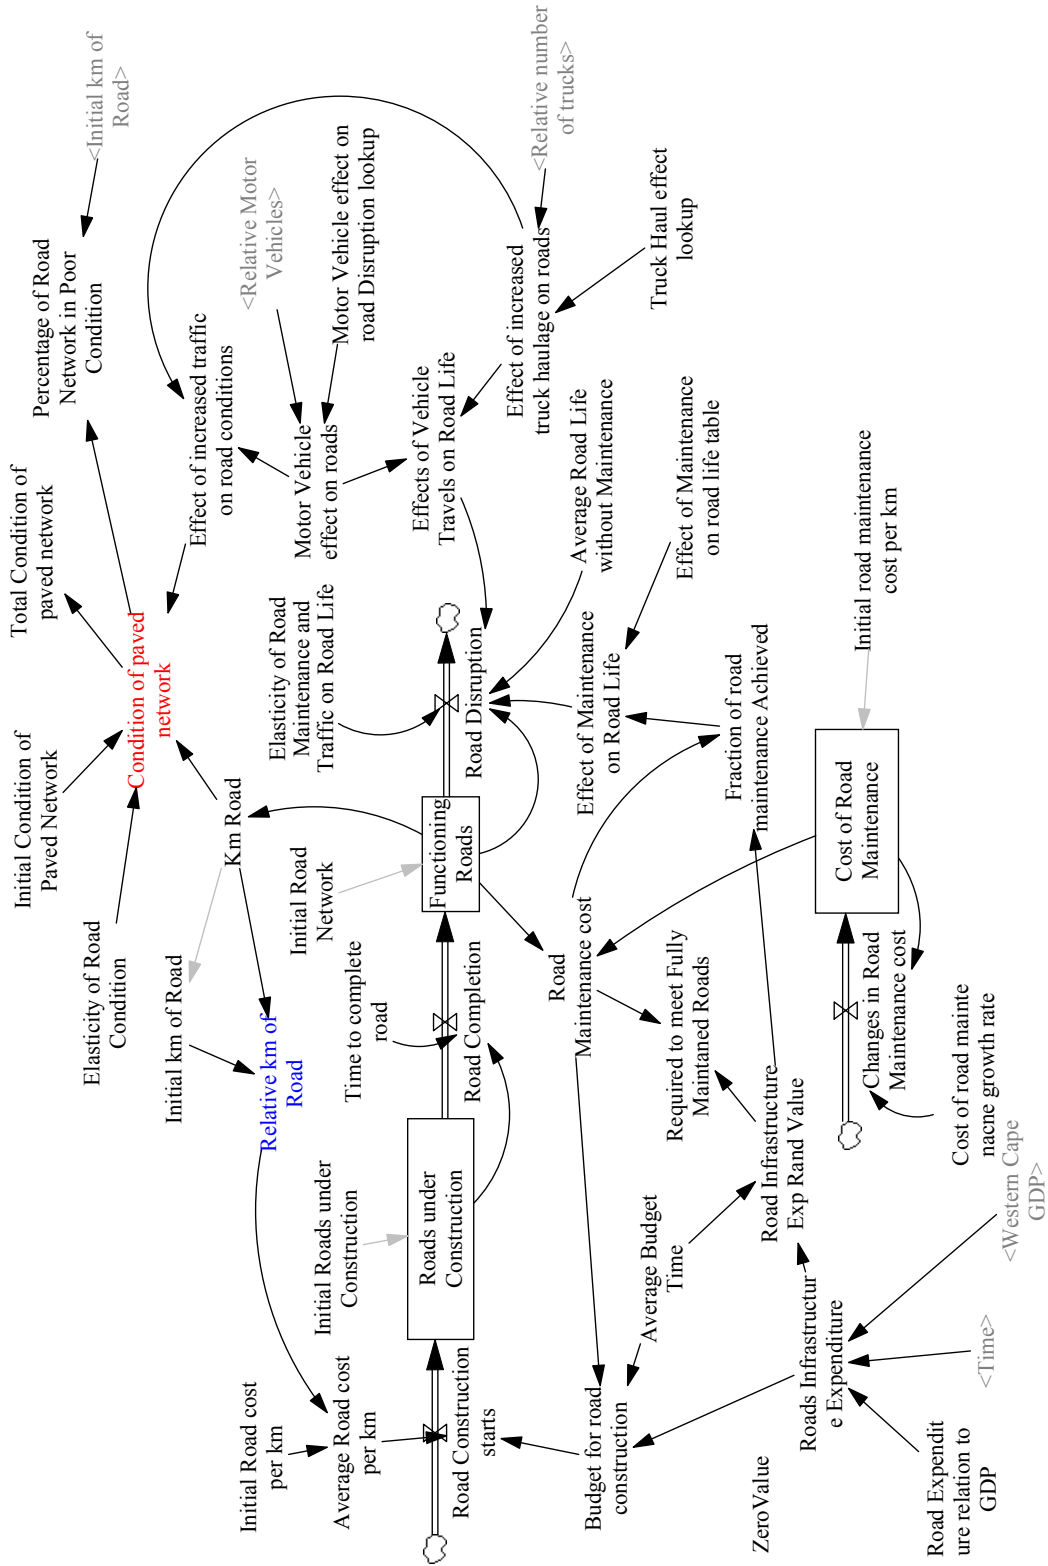 Initial Condition of
Paved Network
Total Condition of
paved network
Percentage of Road
Network in Poor
Condition
<Initial km of
Road>
Elasticity of Road
Condition
Condition of paved
network
Initial km of Road
Km Road
Effect of increased traffic
on road conditions
<Relative Motor
Vehicles>
Relative km of
Road
Motor Vehicle
effect on roads
Motor Vehicle effect on
road Disruption lookup
Initial Road cost
per km
Initial Roads under
Construction
Time to complete
road
Initial Road
Network
Elasticity of Road
Maintenance and
Traffic on Road Life
Effects of Vehicle
Travels on Road Life
Average Road cost
per km
Road Construction
starts
Roads under
Construction
Road Completion
Functioning
Roads
Road Disruption
Effect of increased
truck haulage on roads
<Relative number
of trucks>
Average Road Life
without Maintenance
Truck Haul effect
lookup
Budget for road
construction
Average Budget
Time
Road
Maintenance cost
Required to meet Fully
Maintaned Roads
Effect of Maintenance
on Road Life
Effect of Maintenance
on road life table
Fraction of road
maintenance Achieved
Road Infrastructure
Exp Rand Value
Roads Infrastructur
e Expenditure
ZeroValue
Road Expendit
ure relation to
GDP
<Time>
<Western Cape
GDP>
Changes in Road
Maintenance cost
Cost of Road
Maintenance
Initial road maintenance
cost per km
Cost of road mainte
nacne growth rate